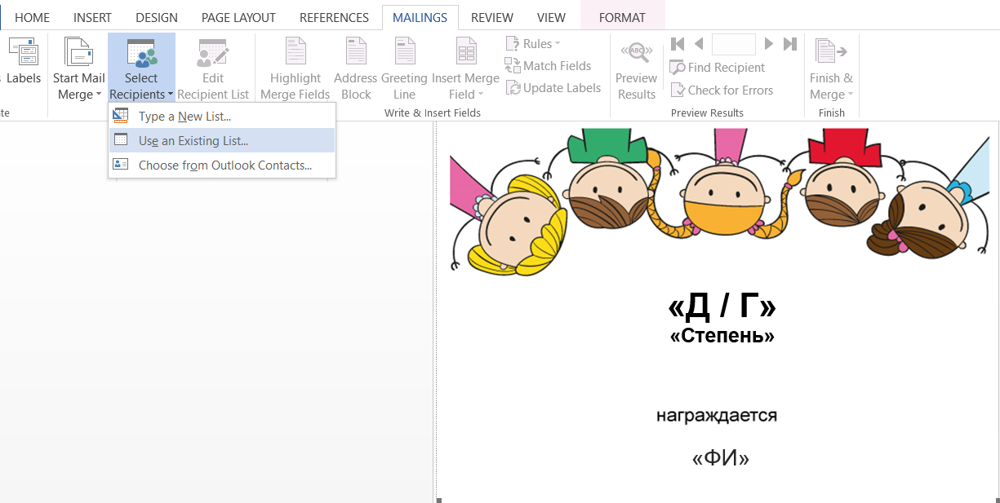 HOME INSERT DESIGN PAGE LAYOUT REFERENCES MAILINGS REVIEW VIEW FORMAT
Labels
Start Mail
Merge
Select
Recipients
Edit
Recipient List
Highlight
Merge Fields
Address
Block
Greeting
Line
Insert Merge
Field
Rules
Match Fields
Update Labels
Write & Insert Fields
«ABC»
Preview
Results
Find Recipient
Check for Errors
Preview Results
Finish &
Merge
Finish
te
Type a New List...
Use an Existing List...
Choose from Outlook Contacts...
«Д / Г»
«Степень»
награждается
«ФИ»